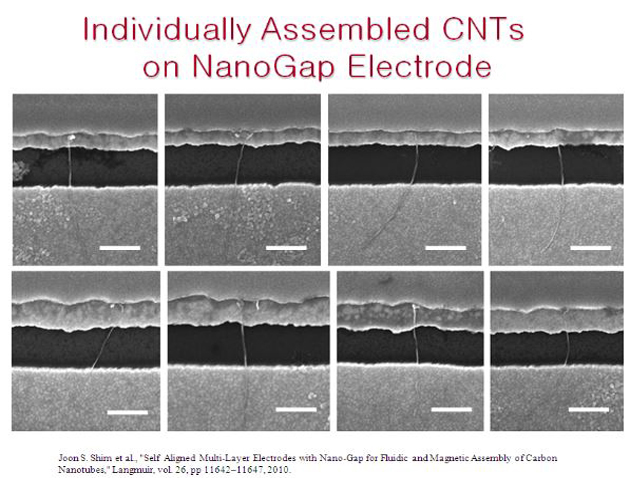 Individually Assembled CNTs
on NanoGap Electrode
Joon S. Shim et al., "Self Aligned Multi-Layer Electrodes with Nano-Gap for Fluidic and Magnetic Assembly of Carbon
Nanotubes," Langmuir, vol. 26, pp 11642–11647, 2010.